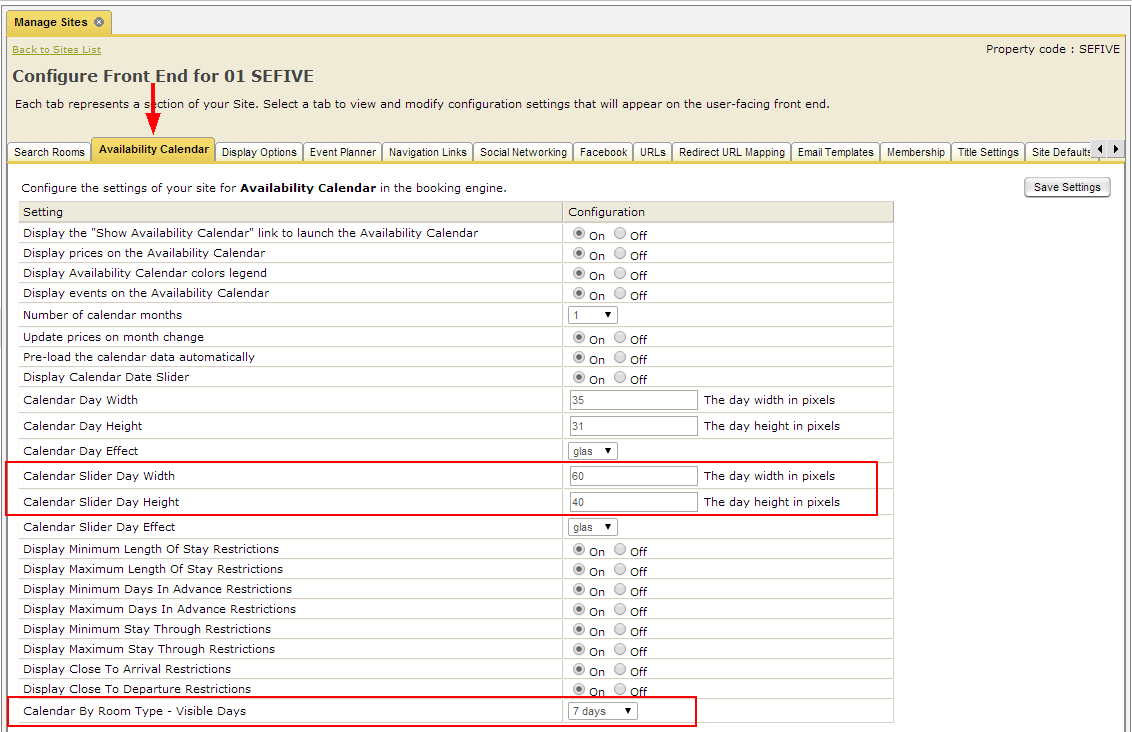 Manage Sites
Back to Sites List
Property code : SEFIVE
Configure Front End for 01 SEFIVE
Each tab represents a section of your Site. Select a tab to view and modify configuration settings that will appear on the user-facing front end.
Search Rooms Availability Calendar Display Options Event Planner Navigation Links Social Networking Facebook URLs Redirect URL Mapping Email Templates Membership Title Settings Site Defaults
Configure the settings of your site for Availability Calendar in the booking engine.
Save Settings
Setting Configuration
Display the "Show Availability Calendar" link to launch the Availability Calendar On Off
Display prices on the Availability Calendar On Off
Display Availability Calendar colors legend On Off
Display events on the Availability Calendar On Off
Number of calendar months 1
Update prices on month change On Off
Pre-load the calendar data automatically On Off
Display Calendar Date Slider On Off
Calendar Day Width 35 The day width in pixels
Calendar Day Height 31 The day height in pixels
Calendar Day Effect glas
Calendar Slider Day Width 60 The day width in pixels
Calendar Slider Day Height 40 The day height in pixels
Calendar Slider Day Effect glas
Display Minimum Length Of Stay Restrictions On Off
Display Maximum Length Of Stay Restrictions On Off
Display Minimum Days In Advance Restrictions On Off
Display Maximum Days In Advance Restrictions On Off
Display Minimum Stay Through Restrictions On Off
Display Maximum Stay Through Restrictions On Off
Display Close To Arrival Restrictions On Off
Display Close To Departure Restrictions On Off
Calendar By Room Type - Visible Days 7 days